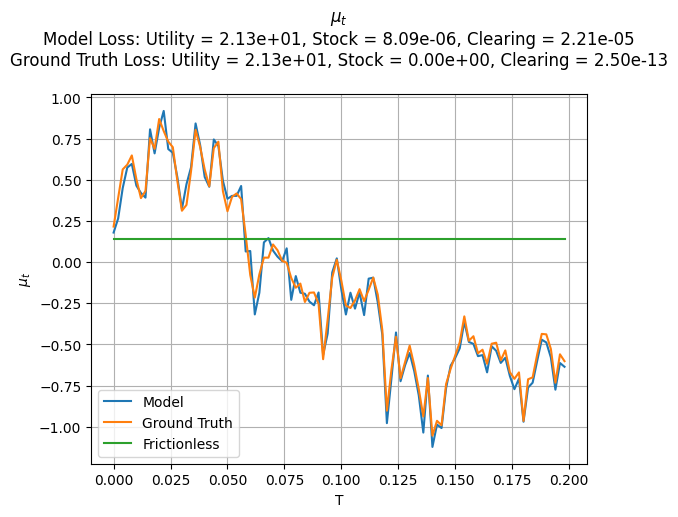 μt
Model Loss: Utility = 2.13e+01, Stock = 8.09e-06, Clearing = 2.21e-05
Ground Truth Loss: Utility = 2.13e+01, Stock = 0.00e+00, Clearing = 2.50e-13
1.00
0.75
0.50
0.25
0.00
−0.25
−0.50
−0.75
−1.00
μt
Model
Ground Truth
Frictionless
0.000 0.025 0.050 0.075 0.100 0.125 0.150 0.175 0.200
T